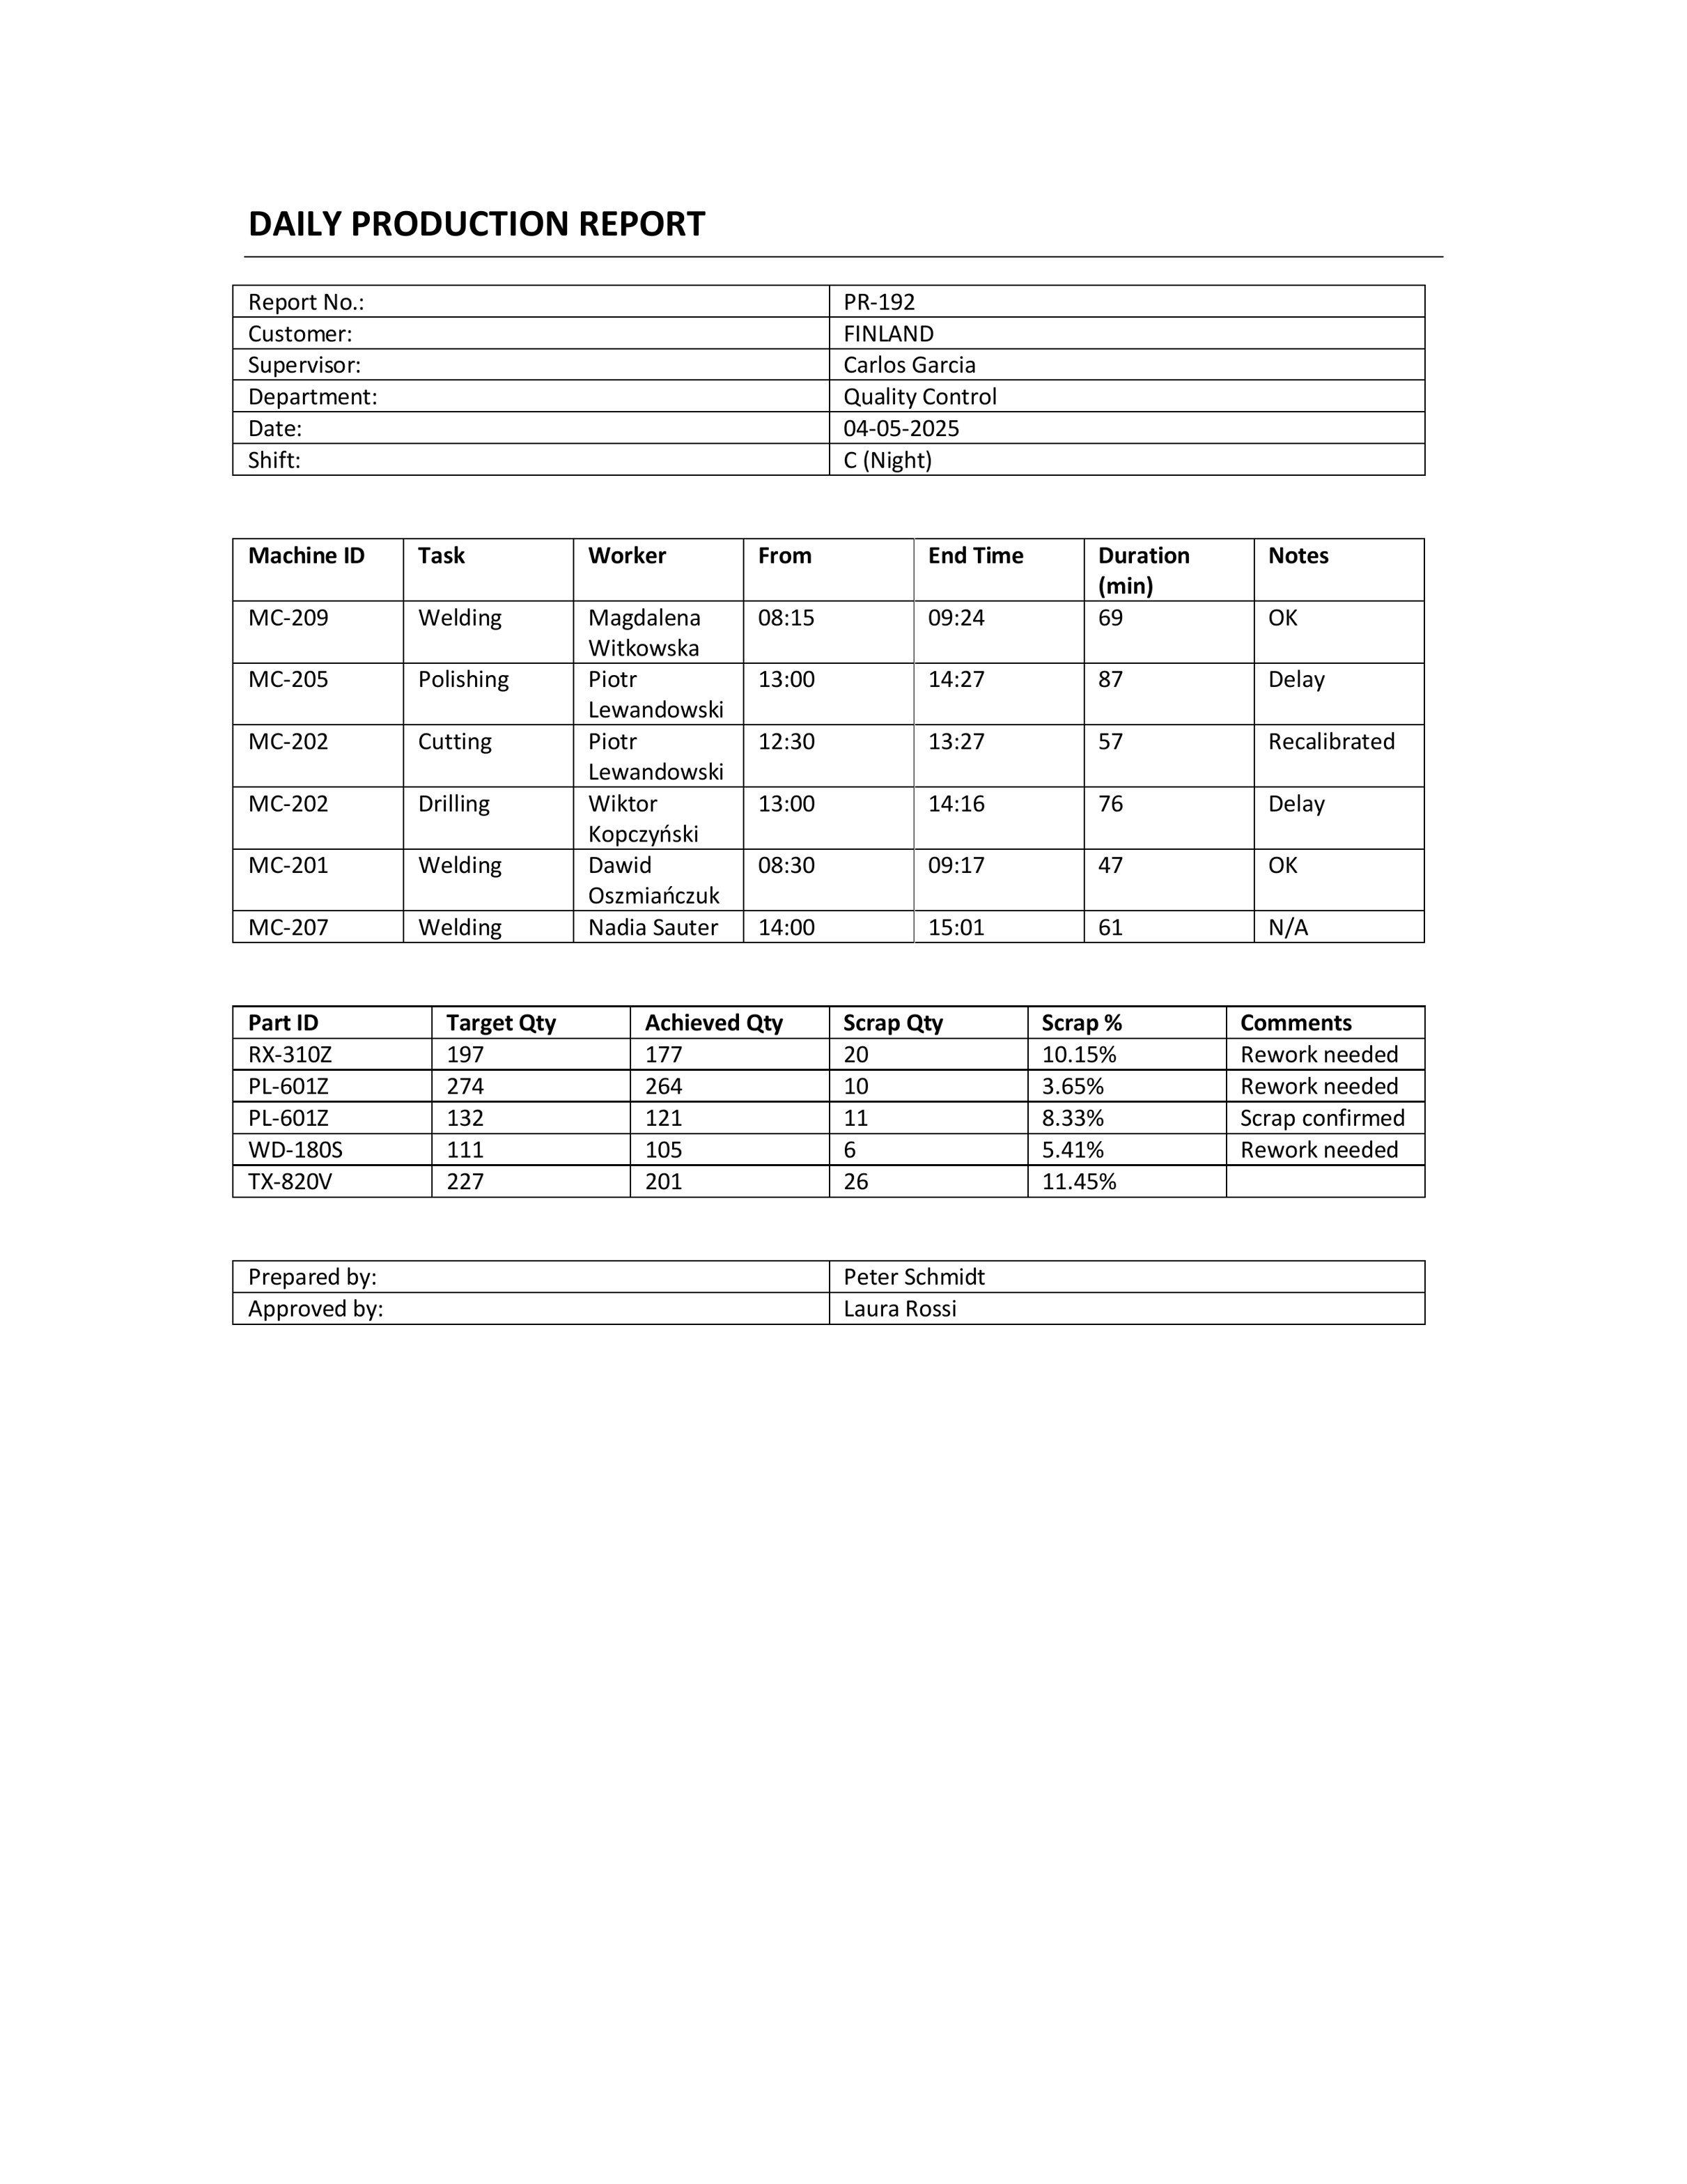 DAILY PRODUCTION REPORT
Report No.: PR-192
Customer: FINLAND
Supervisor: Carlos Garcia
Department: Quality Control
Date: 04-05-2025
Shift: C (Night)
Machine ID Task Worker From End Time Duration (min) Notes
MC-209 Welding Magdalena Witkowska 08:15 09:24 69 OK
MC-205 Polishing Piotr Lewandowski 13:00 14:27 87 Delay
MC-202 Cutting Piotr Lewandowski 12:30 13:27 57 Recalibrated
MC-202 Drilling Wiktor Kopczyński 13:00 14:16 76 Delay
MC-201 Welding Dawid Oszmiańczuk 08:30 09:17 47 OK
MC-207 Welding Nadia Sauter 14:00 15:01 61 N/A
Part ID Target Qty Achieved Qty Scrap Qty Scrap % Comments
RX-310Z 197 177 20 10.15% Rework needed
PL-601Z 274 264 10 3.65% Rework needed
PL-601Z 132 121 11 8.33% Scrap confirmed
WD-180S 111 105 6 5.41% Rework needed
TX-820V 227 201 26 11.45%
Prepared by: Peter Schmidt
Approved by: Laura Rossi